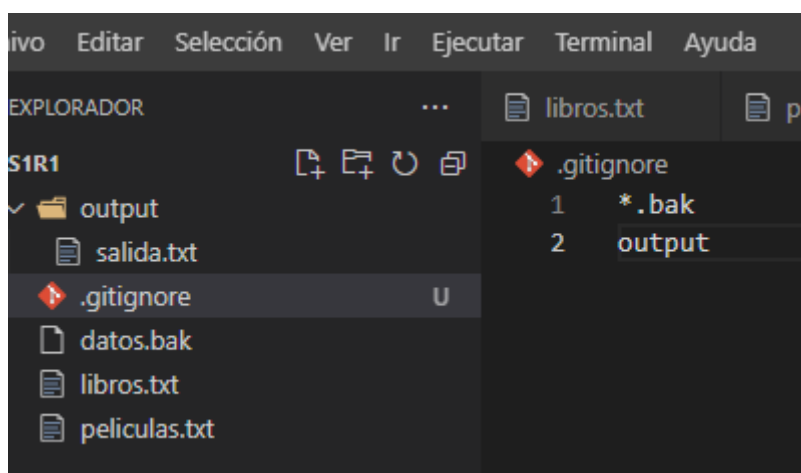 ivo Editar Selección Ver Ir Ejecutar Terminal Ayuda
EXPLORADOR ...
libros.txt p
S1R1
.gitignore
output
1 *.bak
salida.txt
2 output
.gitignore U
datos.bak
libros.txt
peliculas.txt